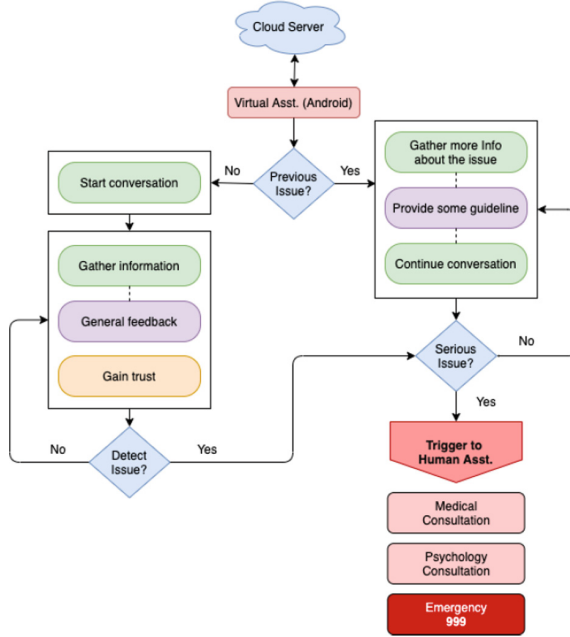 Cloud Server
Virtual Asst. (Android)
Previous
Issue?
No
Yes
Start conversation
Gather information
General feedback
Gain trust
Detect
Issue?
No
Yes
Gather more Info
about the issue
Provide some guideline
Continue conversation
Serious
Issue?
No
Yes
Trigger to
Human Asst.
Medical
Consultation
Psychology
Consultation
Emergency
999